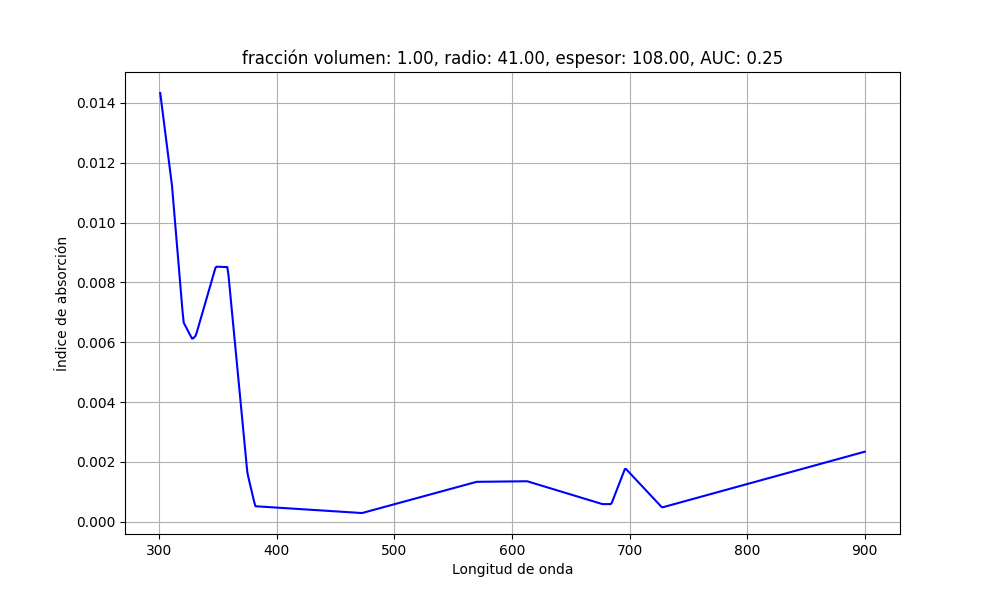 fracción volumen: 1.00, radio: 41.00, espesor: 108.00, AUC: 0.25
0.014
0.012
0.010
0.008
0.006
0.004
0.002
0.000
Índice de absorción
300 400 500 600 700 800 900
Longitud de onda